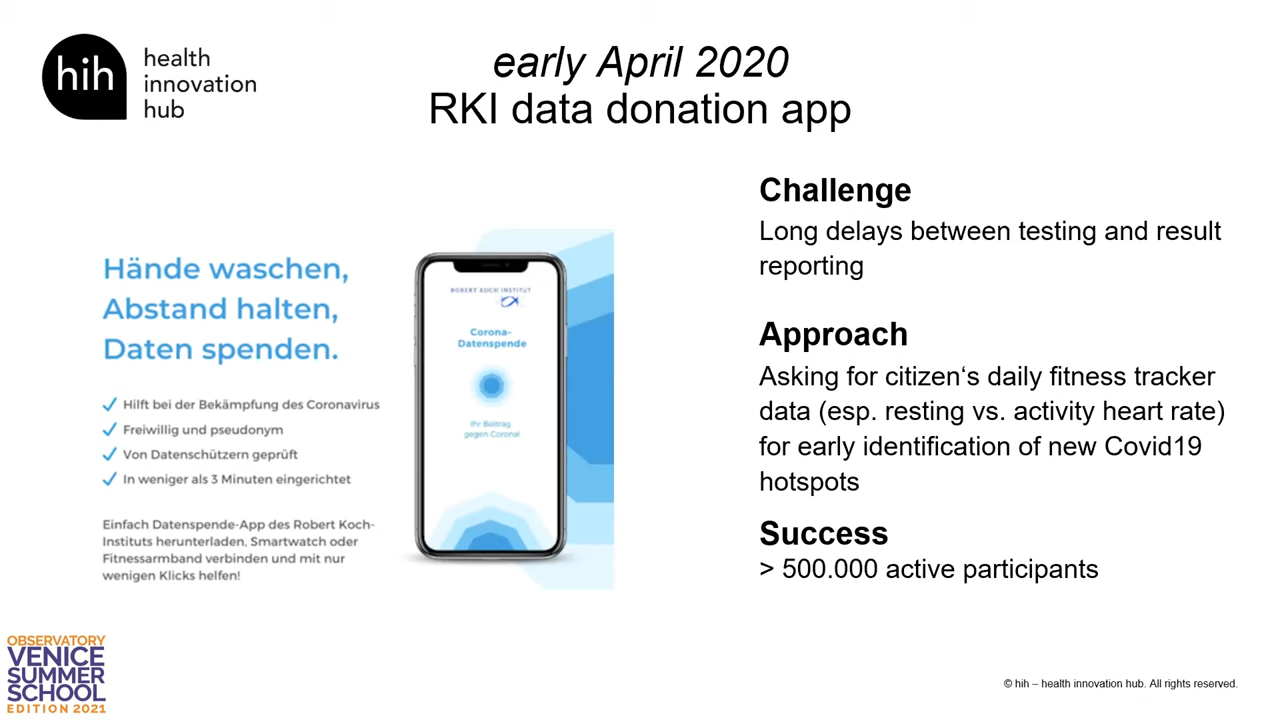 hih
health
innovation
hub
early April 2020
RKI data donation app
Hände waschen,
Abstand halten,
Daten spenden.
Hilft bei der Bekämpfung des Coronavirus
Freiwillig und pseudonym
Von Datenschützern geprüft
In weniger als 3 Minuten eingerichtet
Einfach Datenspende-App des Robert Koch-
Instituts herunterladen, Smartwatch oder
Fitnessarmband verbinden und mit nur
wenigen Klicks helfen!
ROBERT KOCH INSTITUT
Corona-
Datenspende
Ihr Beitrag
gegen Corona!
Challenge
Long delays between testing and result
reporting
Approach
Asking for citizen‘s daily fitness tracker
data (esp. resting vs. activity heart rate)
for early identification of new Covid19
hotspots
Success
> 500.000 active participants
OBSERVATORY
VENICE
SUMMER
SCHOOL
EDITION 2021
© hih – health innovation hub. All rights reserved.